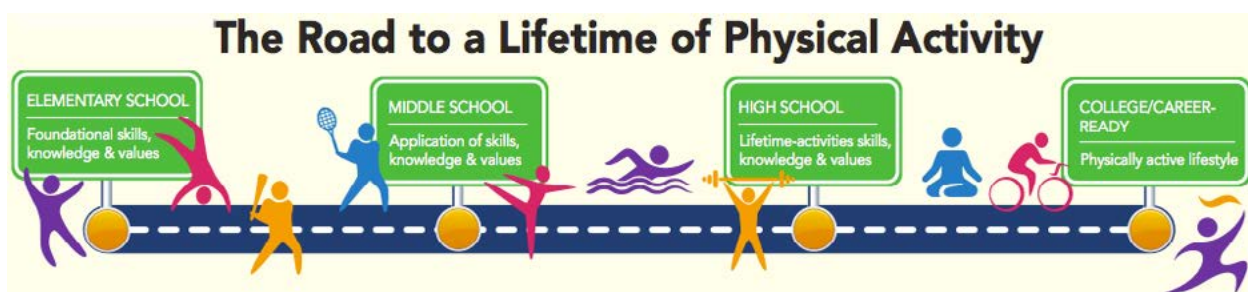 The Road to a Lifetime of Physical Activity
ELEMENTARY SCHOOL
Foundational skills,
knowledge & values
MIDDLE SCHOOL
Application of skills,
knowledge & values
HIGH SCHOOL
Lifetime-activities skills,
knowledge & values
COLLEGE/CAREER-
READY
Physically active lifestyle